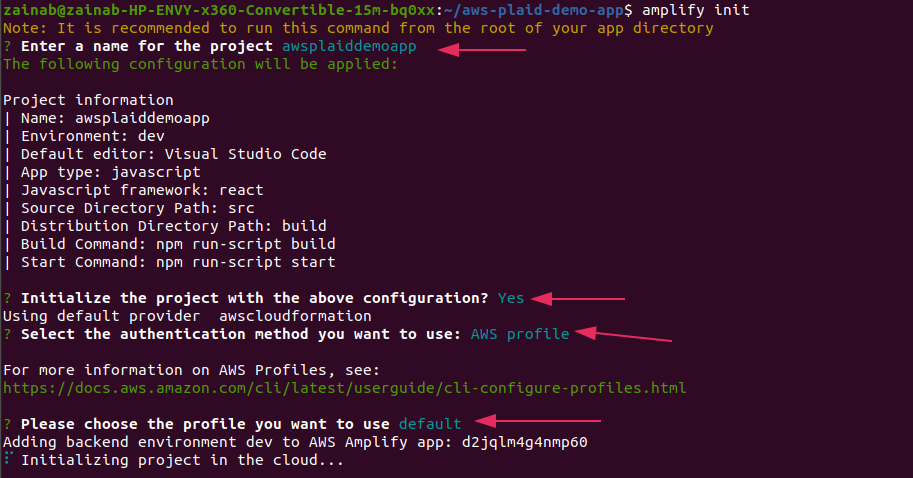 zainab@zainab-HP-ENVY-x360-Convertible-15m-bq0xx:~/aws-plaid-demo-app$ amplify init
Note: It is recommended to run this command from the root of your app directory
? Enter a name for the project awsplaiddemoapp
The following configuration will be applied:

Project information
| Name: awsplaiddemoapp
| Environment: dev
| Default editor: Visual Studio Code
| App type: javascript
| Javascript framework: react
| Source Directory Path: src
| Distribution Directory Path: build
| Build Command: npm run-script build
| Start Command: npm run-script start

? Initialize the project with the above configuration? Yes
Using default provider  awscloudformation
? Select the authentication method you want to use: AWS profile

For more information on AWS Profiles, see:
https://docs.aws.amazon.com/cli/latest/userguide/cli-configure-profiles.html

? Please choose the profile you want to use default
Adding backend environment dev to AWS Amplify app: d2jqlm4g4nmp60
⠏ Initializing project in the cloud...